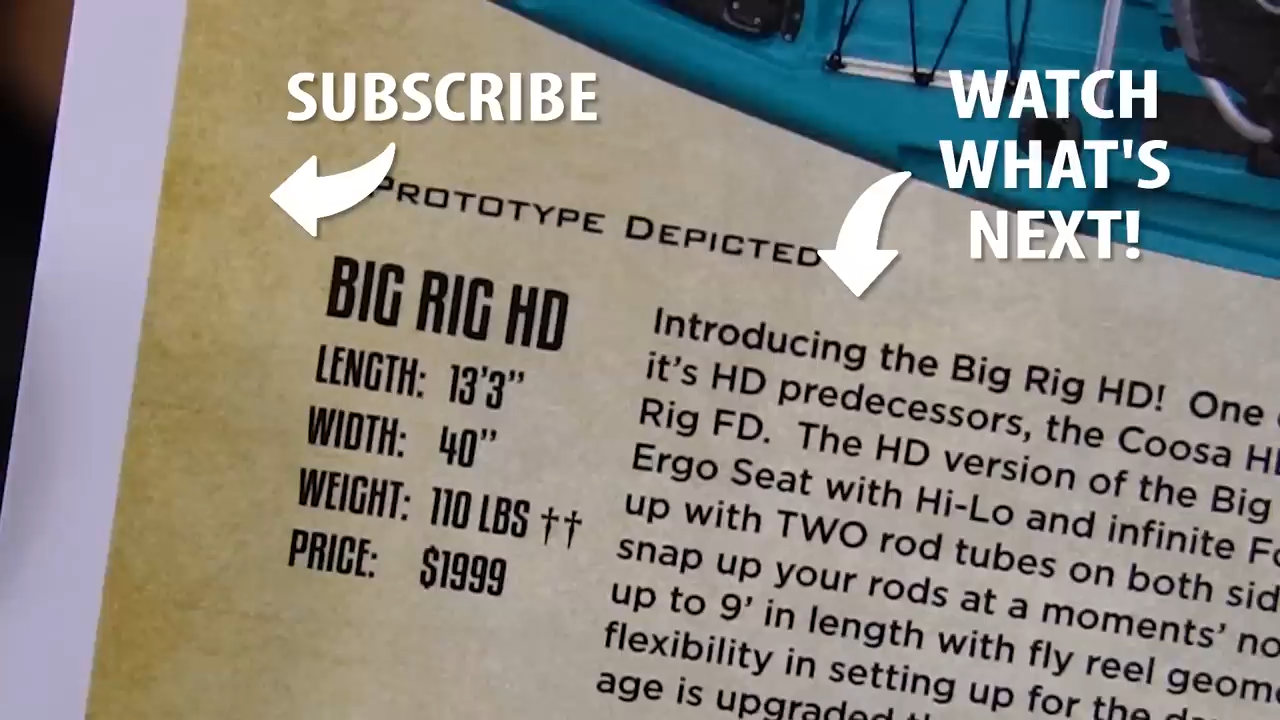 SUBSCRIBE
WATCH
WHAT'S
NEXT!
PROTOTYPE DEPICTED
BIG RIG HD
LENGTH: 13'3"
WIDTH: 40"
WEIGHT: 110 LBS ††
PRICE: $1999
Introducing the Big Rig HD! One
it's HD predecessors, the Coosa
Rig FD. The HD version of the Big
Ergo Seat with Hi-Lo and infinite
up with TWO rod tubes on both
snap up your rods at a moments'
up to 9' in length with fly reel
flexibility in setting up for the
age is upgraded